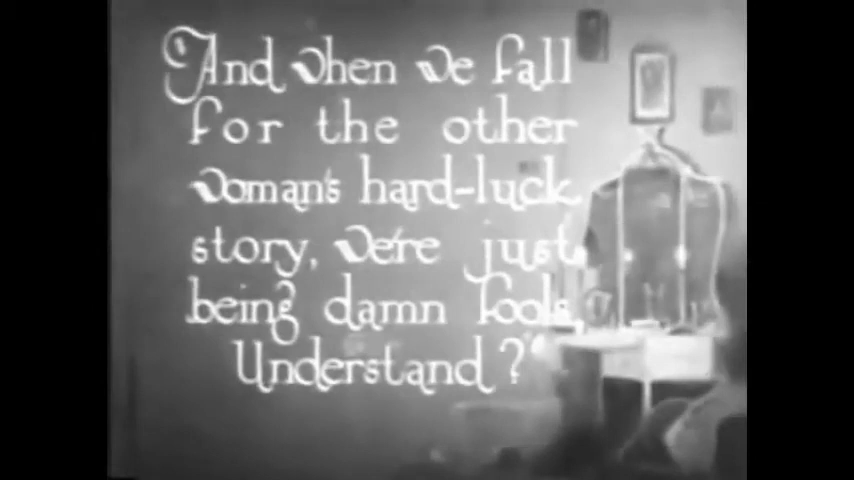 And when we fall
for the other
woman's hard-luck
story, we're just
being damn fools.
Understand?